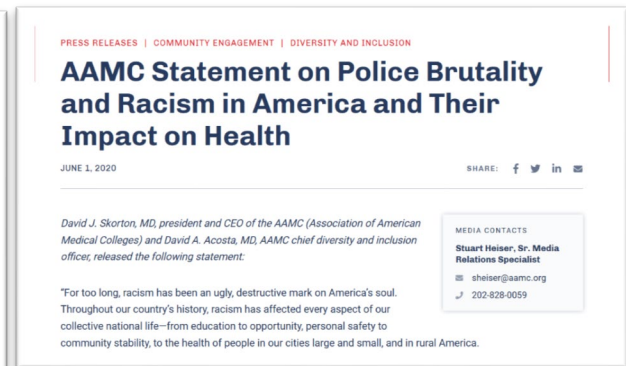 PRESS RELEASES | COMMUNITY ENGAGEMENT | DIVERSITY AND INCLUSION
AAMC Statement on Police Brutality
and Racism in America and Their
Impact on Health
JUNE 1, 2020
SHARE:
David J. Skorton, MD, president and CEO of the AAMC (Association of American
Medical Colleges) and David A. Acosta, MD, AAMC chief diversity and inclusion
officer, released the following statement:
MEDIA CONTACTS
Stuart Heiser, Sr. Media
Relations Specialist
sheiser@aamc.org
202-828-0059
“For too long, racism has been an ugly, destructive mark on America’s soul.
Throughout our country’s history, racism has affected every aspect of our
collective national life—from education to opportunity, personal safety to
community stability, to the health of people in our cities large and small, and in rural America.